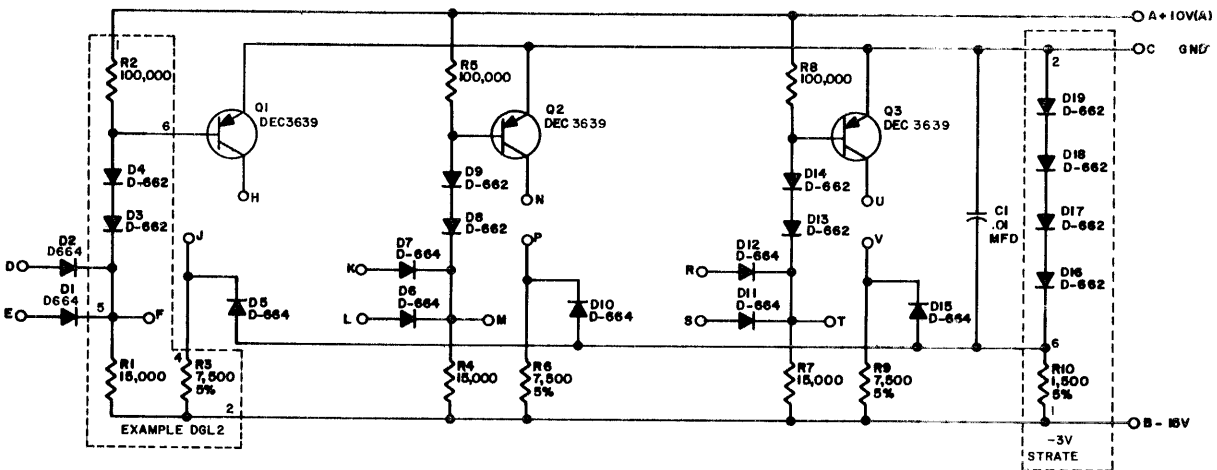 A+10V(A)
C GND
R2
100,000
1
R5
100,000
R8
100,000
2
Q1
DEC3639
Q2
DEC 3639
Q3
DEC 3639
D19
D-662
6
D4
D-662
D9
D-662
D14
D-662
D18
D-662
H
N
U
C1
.01
MFD
D3
D-662
D8
D-662
D13
D-662
D17
D-662
J
P
V
D2
D664
D7
D-664
D12
D-664
D
K
R
D16
D-662
D1
D664
D6
D-664
D11
D-664
E
5
F
D5
D-664
L
M
D10
D-664
S
T
D15
D-664
4
6
R1
15,000
R3
7,500
5%
R4
15,000
R6
7,500
5%
R7
15,000
R9
7,500
5%
R10
1,500
5%
2
1
B-15V
EXAMPLE DGL2
-3V
STRATE